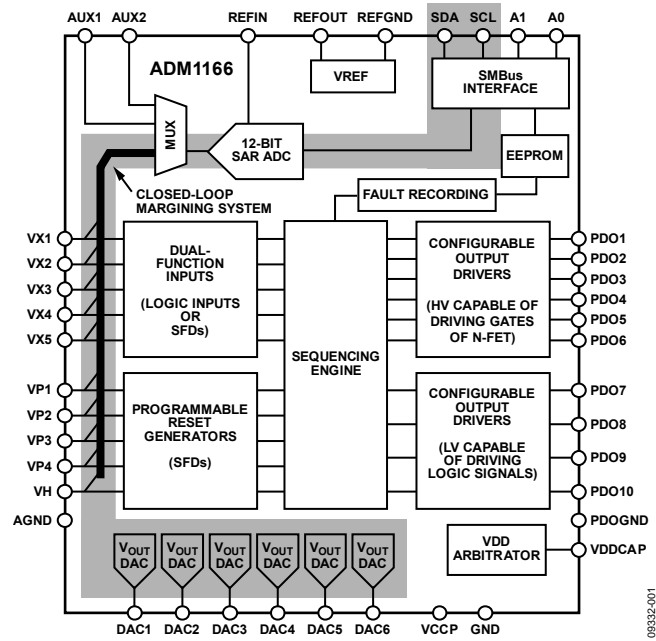 AUX1 AUX2 REFIN REFOUT REFGND SDA SCL A1 A0
ADM1166
VREF
SMBus
INTERFACE
MUX
12-BIT
SAR ADC
EEPROM
CLOSED-LOOP
MARGINING SYSTEM
FAULT RECORDING
VX1
VX2
VX3
VX4
VX5
DUAL-
FUNCTION
INPUTS
(LOGIC INPUTS
OR
SFDs)
SEQUENCING
ENGINE
CONFIGURABLE
OUTPUT
DRIVERS
(HV CAPABLE OF
DRIVING GATES
OF N-FET)
PDO1
PDO2
PDO3
PDO4
PDO5
PDO6
VP1
VP2
VP3
VP4
VH
AGND
PROGRAMMABLE
RESET
GENERATORS
(SFDs)
CONFIGURABLE
OUTPUT
DRIVERS
(LV CAPABLE
OF DRIVING
LOGIC SIGNALS)
PDO7
PDO8
PDO9
PDO10
PDOGND
VDDCAP
VDD
ARBITRATOR
VOUT
DAC
VOUT
DAC
VOUT
DAC
VOUT
DAC
VOUT
DAC
VOUT
DAC
DAC1 DAC2 DAC3 DAC4 DAC5 DAC6 VCCP GND
09332-001